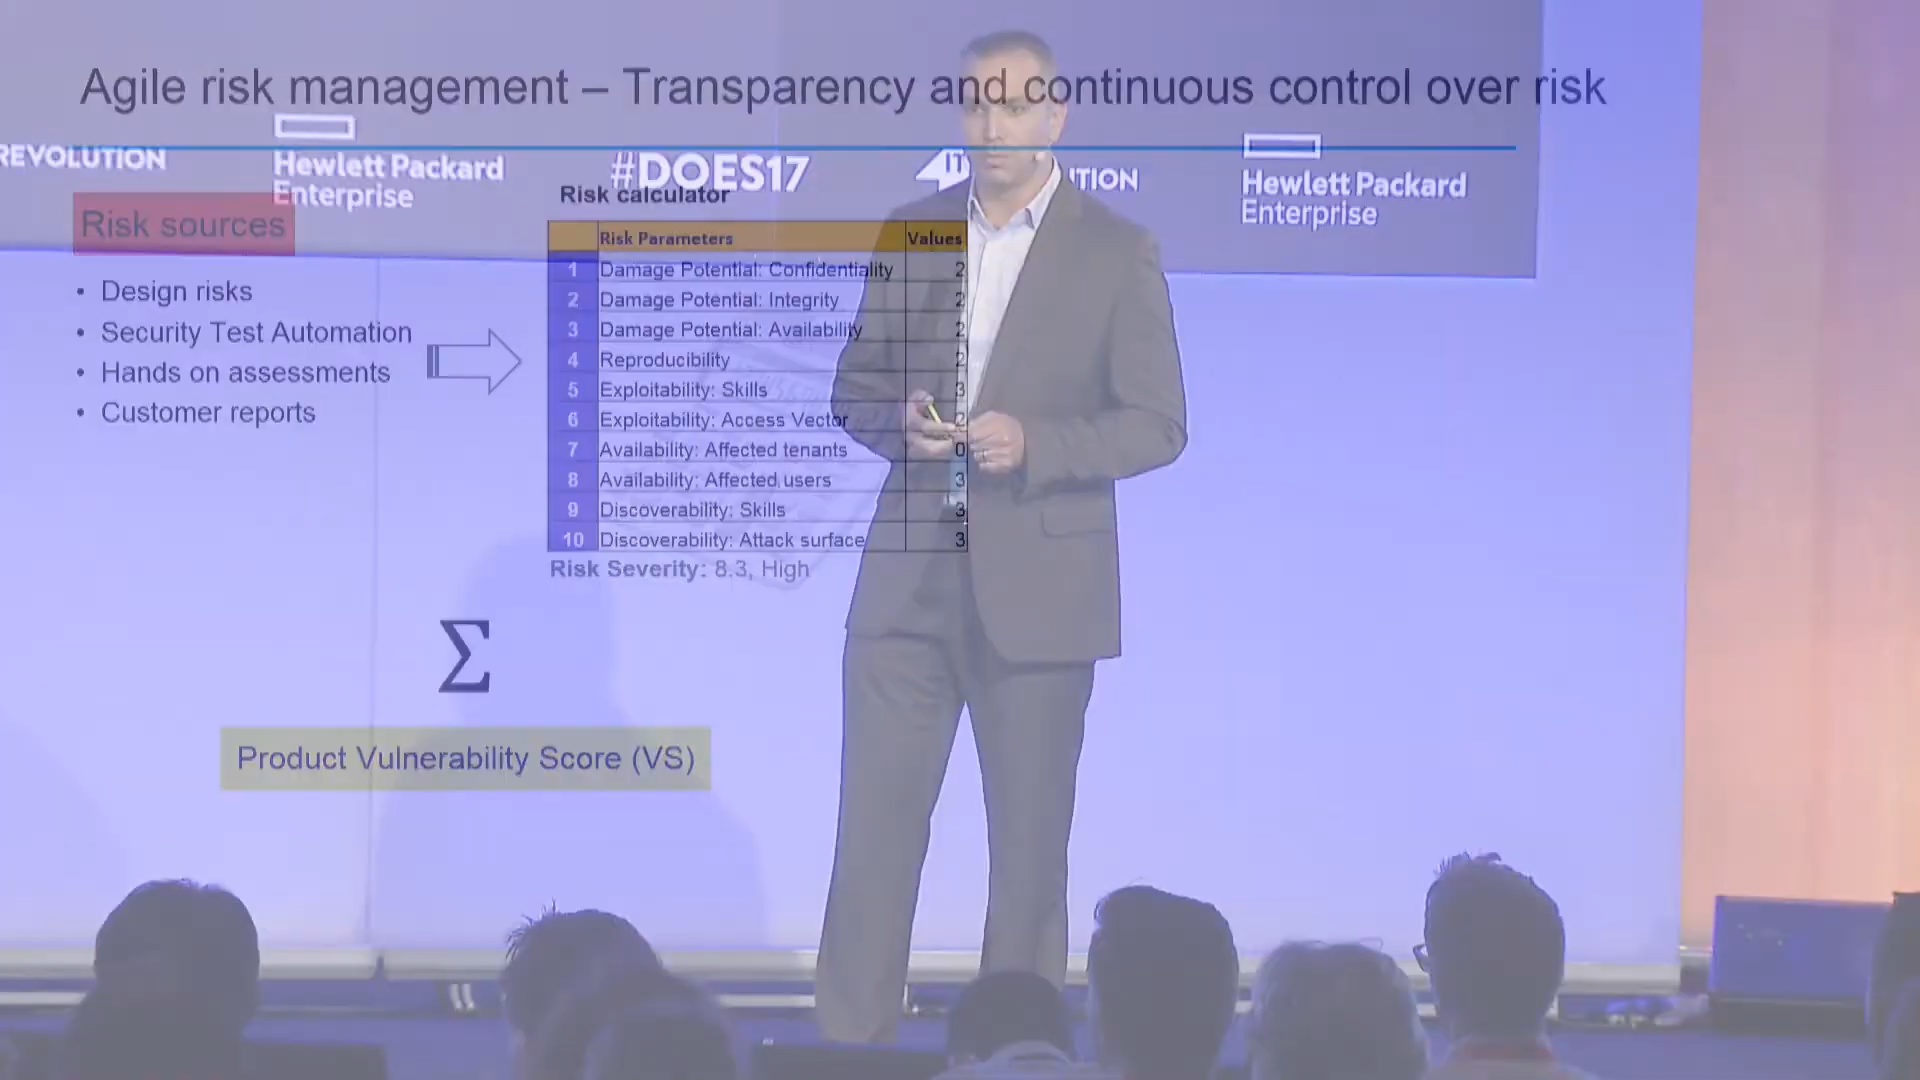 Agile risk management – Transparency and continuous control over risk
REVOLUTION
Hewlett Packard
Enterprise
#DOES17
IT
Hewlett Packard
Enterprise
Risk sources
• Design risks
• Security Test Automation
• Hands on assessments
• Customer reports
Risk calculator
Risk Parameters Values
1 Damage Potential: Confidentiality 2
2 Damage Potential: Integrity 2
3 Damage Potential: Availability 2
4 Reproducibility 2
5 Exploitability: Skills 3
6 Exploitability: Access Vector 2
7 Availability: Affected tenants 0
8 Availability: Affected users 3
9 Discoverability: Skills 3
10 Discoverability: Attack surface 3
Risk Severity: 8.3, High
Σ
Product Vulnerability Score (VS)